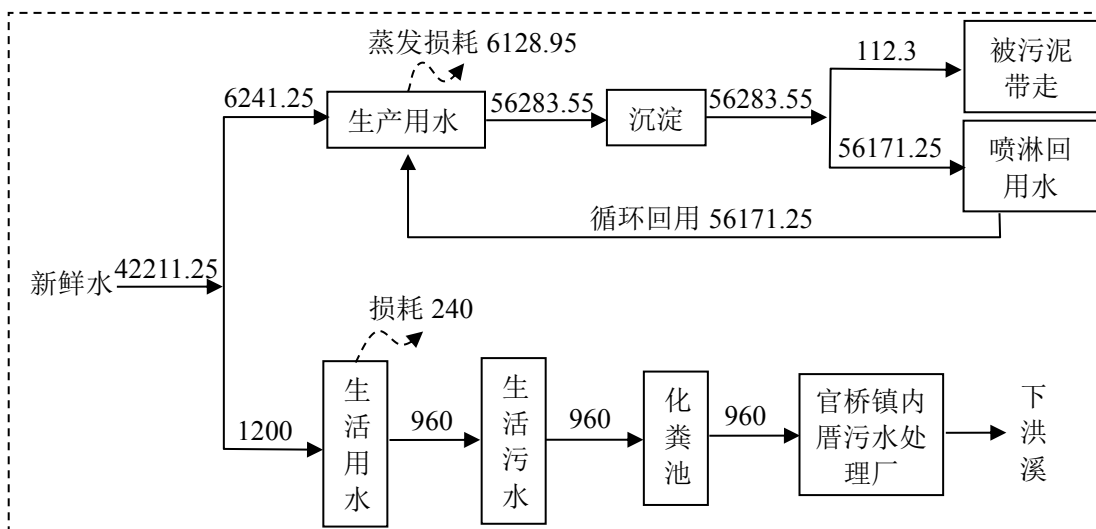 蒸发损耗 6128.95
6241.25
生产用水
56283.55
沉淀
56283.55
112.3
被污泥
带走
56171.25
喷淋回
用水
循环回用 56171.25
新鲜水
42211.25
损耗 240
1200
生活用水
960
生活污水
960
化粪池
960
官桥镇内
厝污水处
理厂
下洪溪